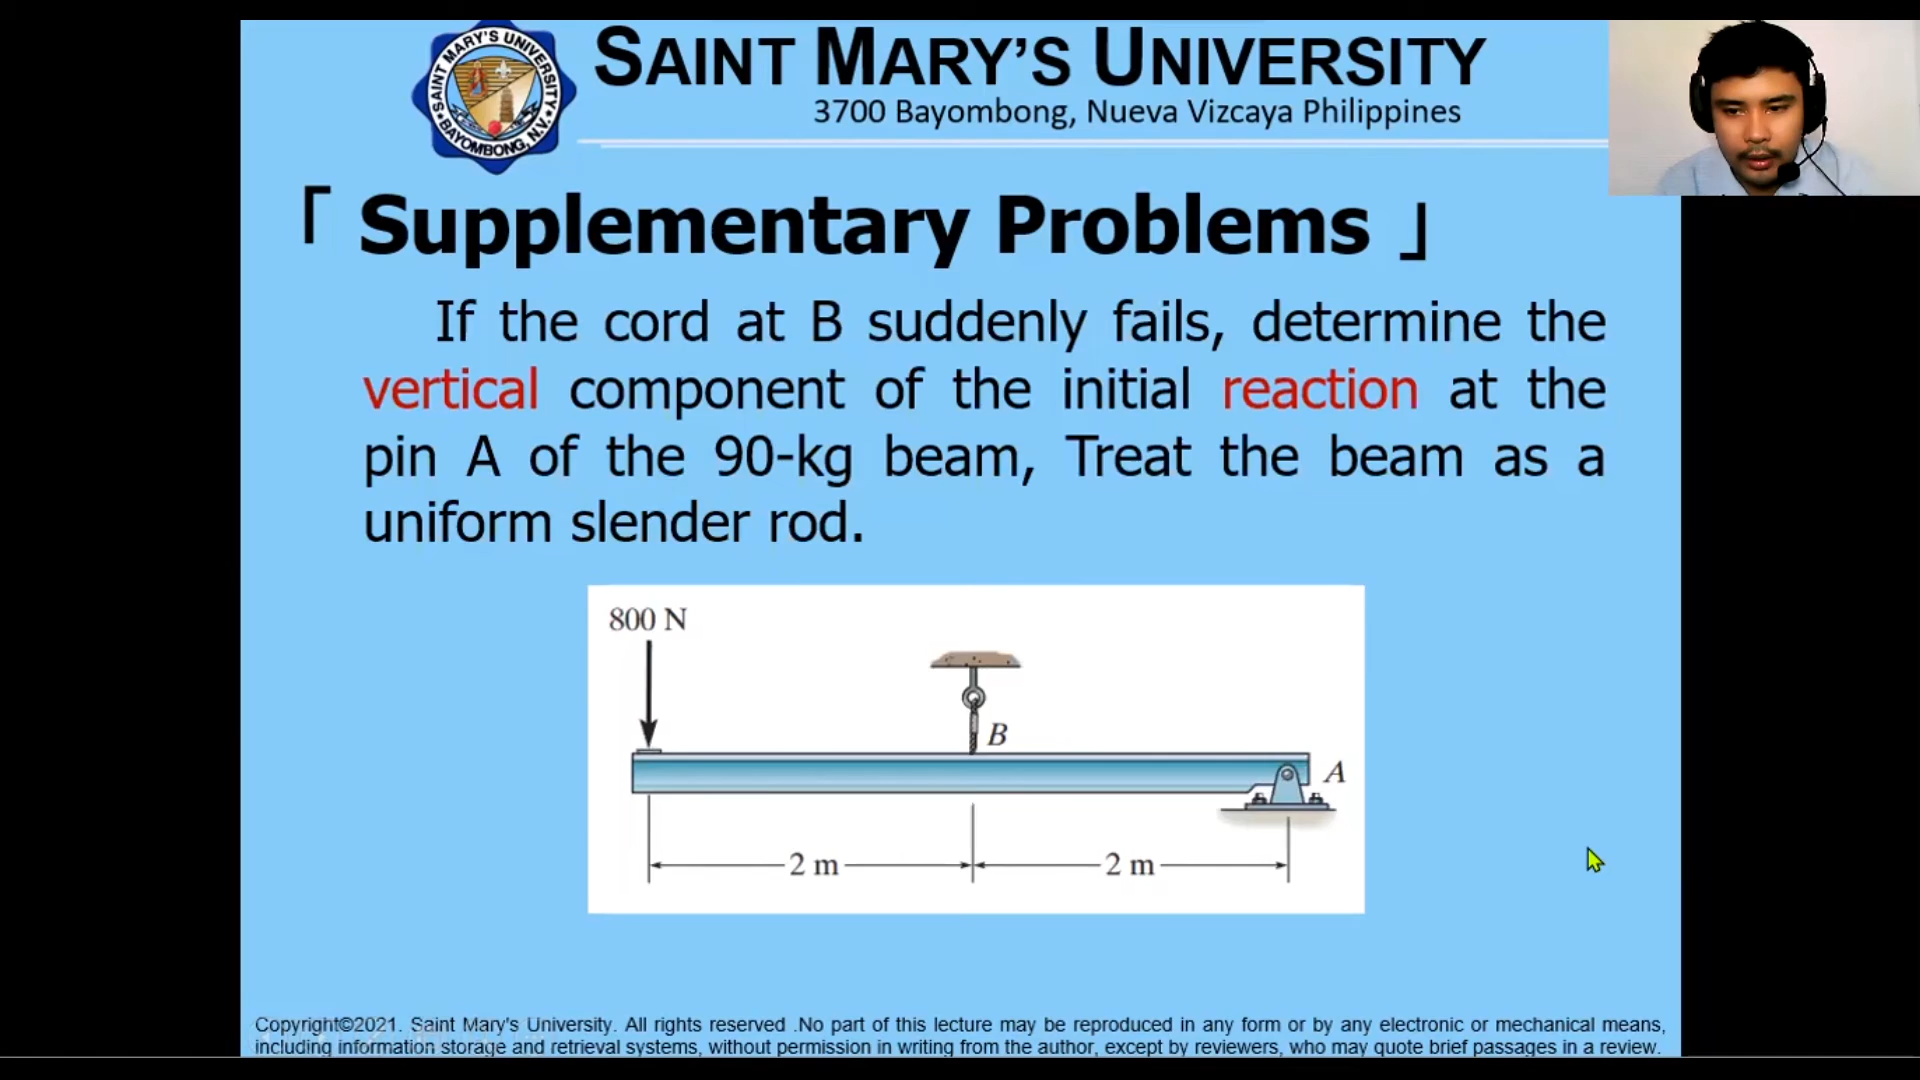 SAINT MARY'S UNIVERSITY
3700 Bayombong, Nueva Vizcaya Philippines
SAINT MARY'S UNIVERSITY
BAYOMBONG, N.V.
「 Supplementary Problems 」
If the cord at B suddenly fails, determine the
vertical component of the initial reaction at the
pin A of the 90-kg beam, Treat the beam as a
uniform slender rod.
800 N
B
A
2 m
2 m
Copyright©2021. Saint Mary's University. All rights reserved .No part of this lecture may be reproduced in any form or by any electronic or mechanical means,
including information storage and retrieval systems, without permission in writing from the author, except by reviewers, who may quote brief passages in a review.